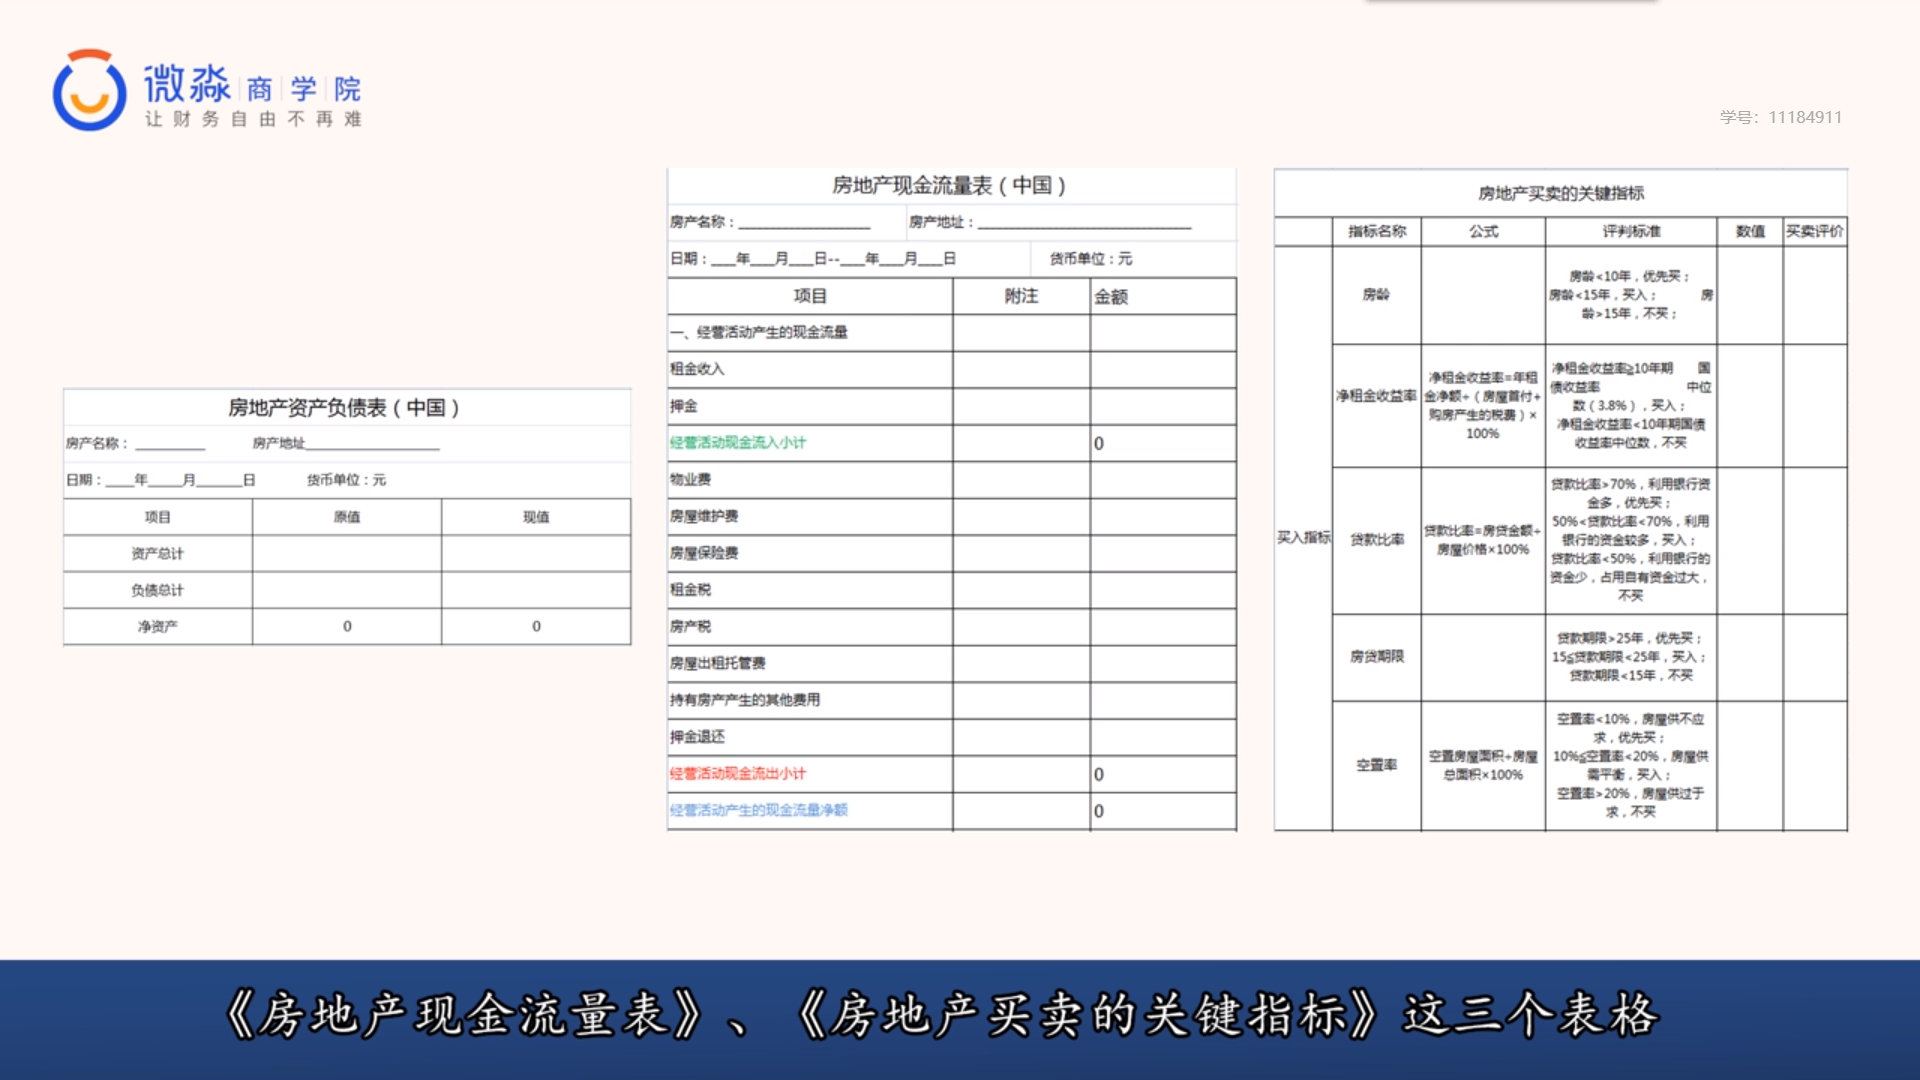 微淼 商 学 院
让财务自由不再难
学号：11184911
房地产资产负债表（中国）
房产名称：__________ 房产地址___________________
日期：____年_____月_______日 货币单位：元
项目 原值 现值
资产总计
负债总计
净资产 0 0
房地产现金流量表（中国）
房产名称：___________________ 房产地址：_______________________________
日期：___年___月___日--___年___月___日 货币单位：元
项目 附注 金额
一、经营活动产生的现金流量
租金收入
押金
经营活动现金流入小计 0
物业费
房屋维护费
房屋保险费
租金税
房产税
房屋出租托管费
持有房产产生的其他费用
押金退还
经营活动现金流出小计 0
经营活动产生的现金流量净额 0
房地产买卖的关键指标
指标名称 公式 评判标准 数值 买卖评价
买入指标
房龄
房龄<10年，优先买；
房龄<15年，买入； 房
龄>15年，不买；
净租金收益率
净租金收益率=年租
金净额÷（房屋首付+
购房产生的税费）×
100%
净租金收益率≧10年期 国
债收益率 中位
数（3.8%），买入；
净租金收益率<10年期国债
收益率中位数，不买
贷款比率
贷款比率=房贷金额÷
房屋价格×100%
贷款比率>70%，利用银行资
金多，优先买；
50%<贷款比率<70%，利用
银行的资金较多，买入；
贷款比率<50%，利用银行的
资金少，占用自有资金过大，
不买
房贷期限
贷款期限>25年，优先买；
15≦贷款期限<25年，买入；
贷款期限<15年，不买
空置率
空置房屋面积÷房屋
总面积×100%
空置率<10%，房屋供不应
求，优先买；
10%≦空置率<20%，房屋供
需平衡，买入；
空置率>20%，房屋供过于
求，不买
《房地产现金流量表》、《房地产买卖的关键指标》这三个表格